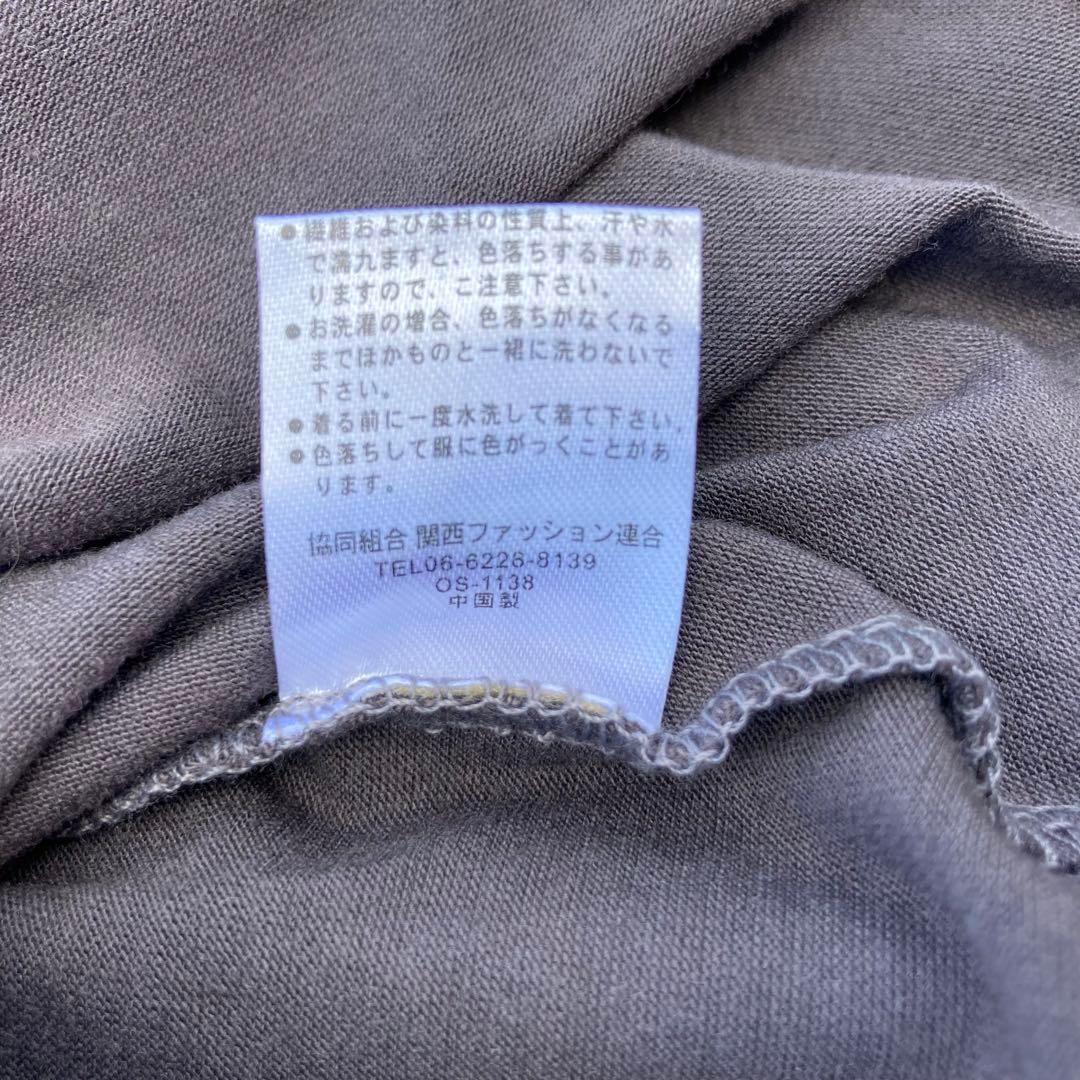 ●繊維および染料の性質上、汗や水
で濡九ますと、色落ちする事があ
りますので、ご注意下さい。
●お洗濯の増合、色落ちがなくなる
までほかものと一緒に洗わないで
下さい。
●着る前に一度水洗して着て下さい。
●色落ちして服に色がっくことがあ
ります。
協同組合 関西ファッション連合
TEL06-6226-8139
OS-1138
中国製